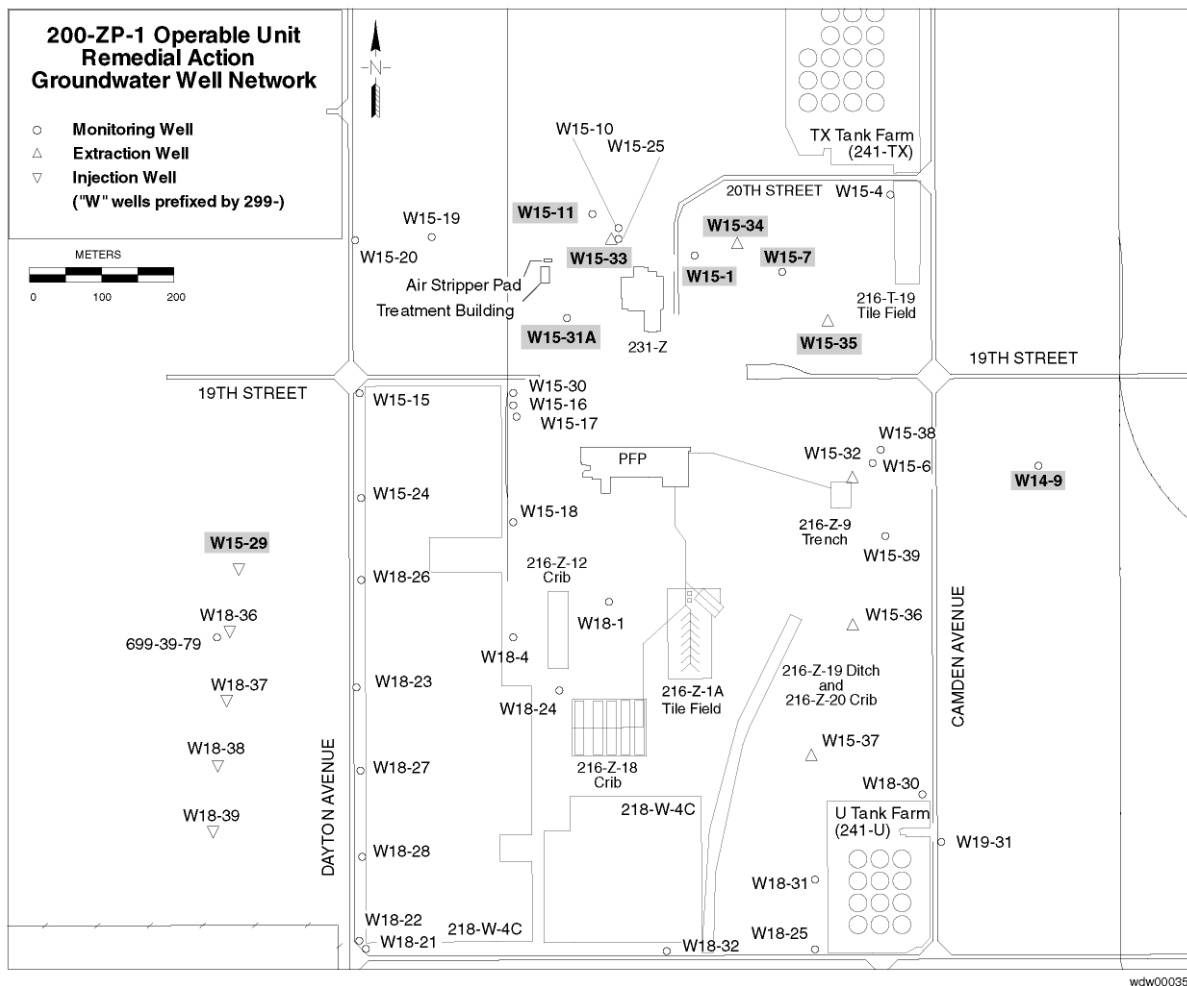 200-ZP-1 Operable Unit
Remedial Action
Groundwater Well Network
Monitoring Well
Extraction Well
Injection Well
("W" wells prefixed by 299-)
METERS
0 100 200
N
W15-10
W15-25
TX Tank Farm
(241-TX)
20TH STREET
W15-4
W15-11
W15-19
W15-34
W15-20
W15-33
W15-7
W15-1
Air Stripper Pad
Treatment Building
216-T-19
Tile Field
W15-31A
231-Z
W15-35
19TH STREET
19TH STREET
W15-30
W15-15
W15-16
W15-17
W15-38
W15-32
PFP
W15-6
W14-9
W15-24
W15-18
216-Z-9
Trench
W15-29
W15-39
216-Z-12
Crib
W18-26
W18-36
W18-1
W15-36
699-39-79
W18-4
CAMDEN AVENUE
216-Z-19 Ditch
and
216-Z-20 Crib
W18-37
W18-23
216-Z-1A
Tile Field
W18-24
W18-38
W15-37
W18-27
216-Z-18
Crib
W18-30
W18-39
DAYTON AVENUE
218-W-4C
U Tank Farm
(241-U)
W19-31
W18-28
W18-31
W18-22
218-W-4C
W18-21
W18-32
W18-25
wdw00035